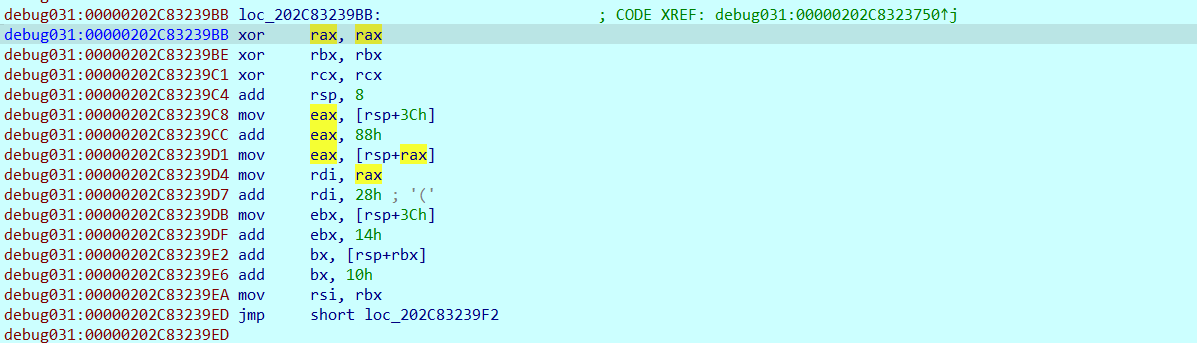 debug031:00000202C83239BB loc_202C83239BB: ; CODE XREF: debug031:00000202C8323750↑j
debug031:00000202C83239BB xor rax, rax
debug031:00000202C83239BE xor rbx, rbx
debug031:00000202C83239C1 xor rcx, rcx
debug031:00000202C83239C4 add rsp, 8
debug031:00000202C83239C8 mov eax, [rsp+3Ch]
debug031:00000202C83239CC add eax, 88h
debug031:00000202C83239D1 mov eax, [rsp+rax]
debug031:00000202C83239D4 mov rdi, rax
debug031:00000202C83239D7 add rdi, 28h ; '('
debug031:00000202C83239DB mov ebx, [rsp+3Ch]
debug031:00000202C83239DF add ebx, 14h
debug031:00000202C83239E2 add bx, [rsp+rbx]
debug031:00000202C83239E6 add bx, 10h
debug031:00000202C83239EA mov rsi, rbx
debug031:00000202C83239ED jmp short loc_202C83239F2
debug031:00000202C83239ED